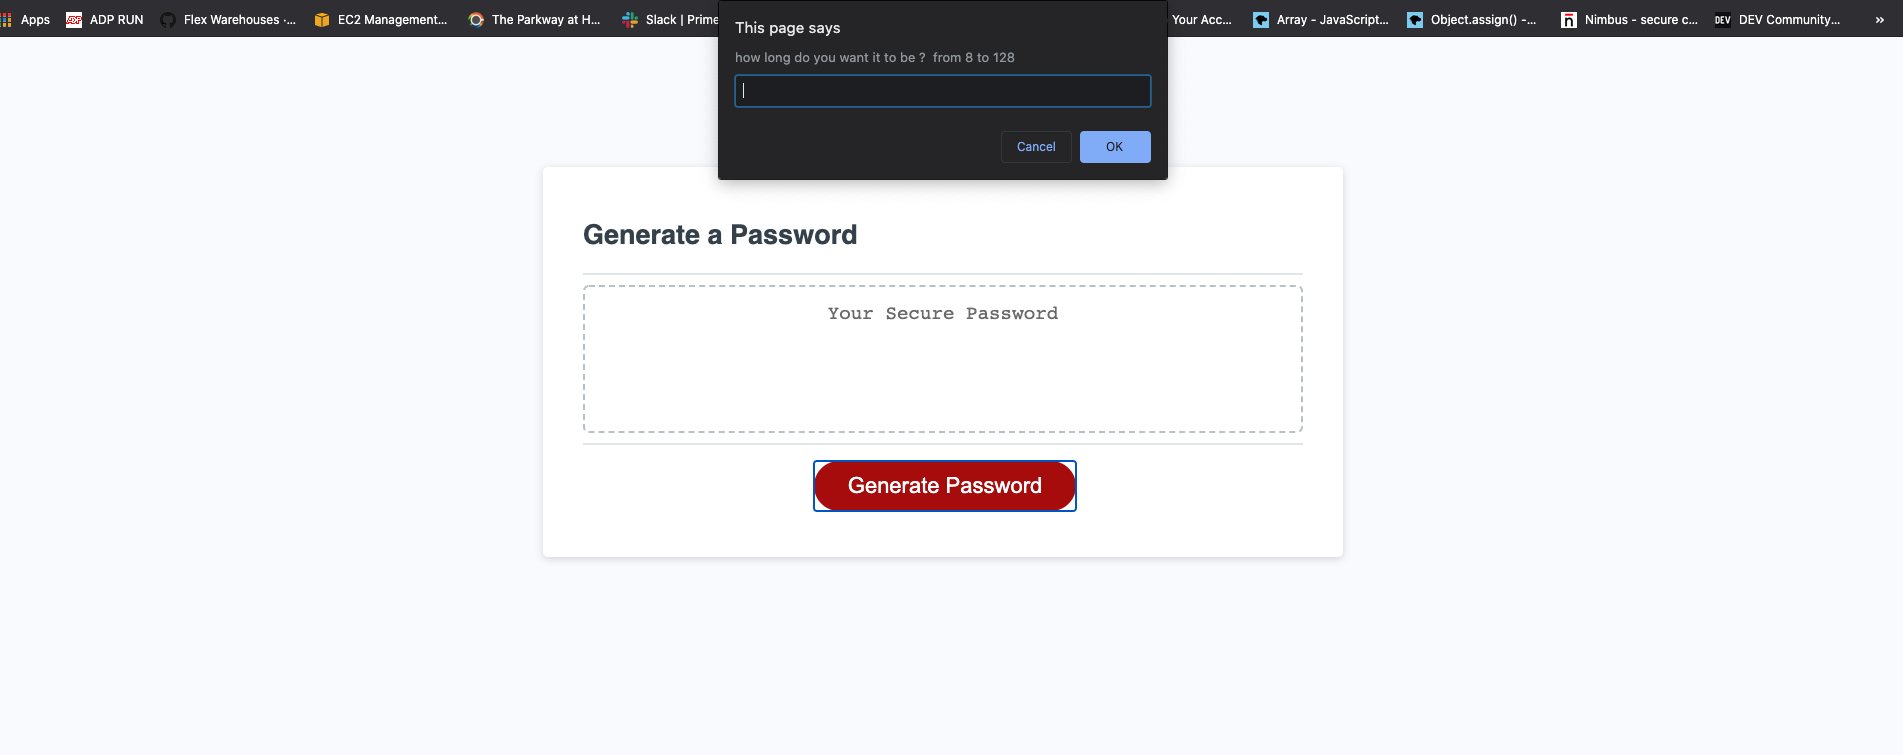 Apps ADP RUN Flex Warehouses -... EC2 Management... The Parkway at H... Slack | Prime Your Acc... Array - JavaScript... Object.assign() -... Nimbus - secure c... DEV DEV Community... »
This page says
how long do you want it to be ? from 8 to 128
Cancel OK
Generate a Password
Your Secure Password
Generate Password